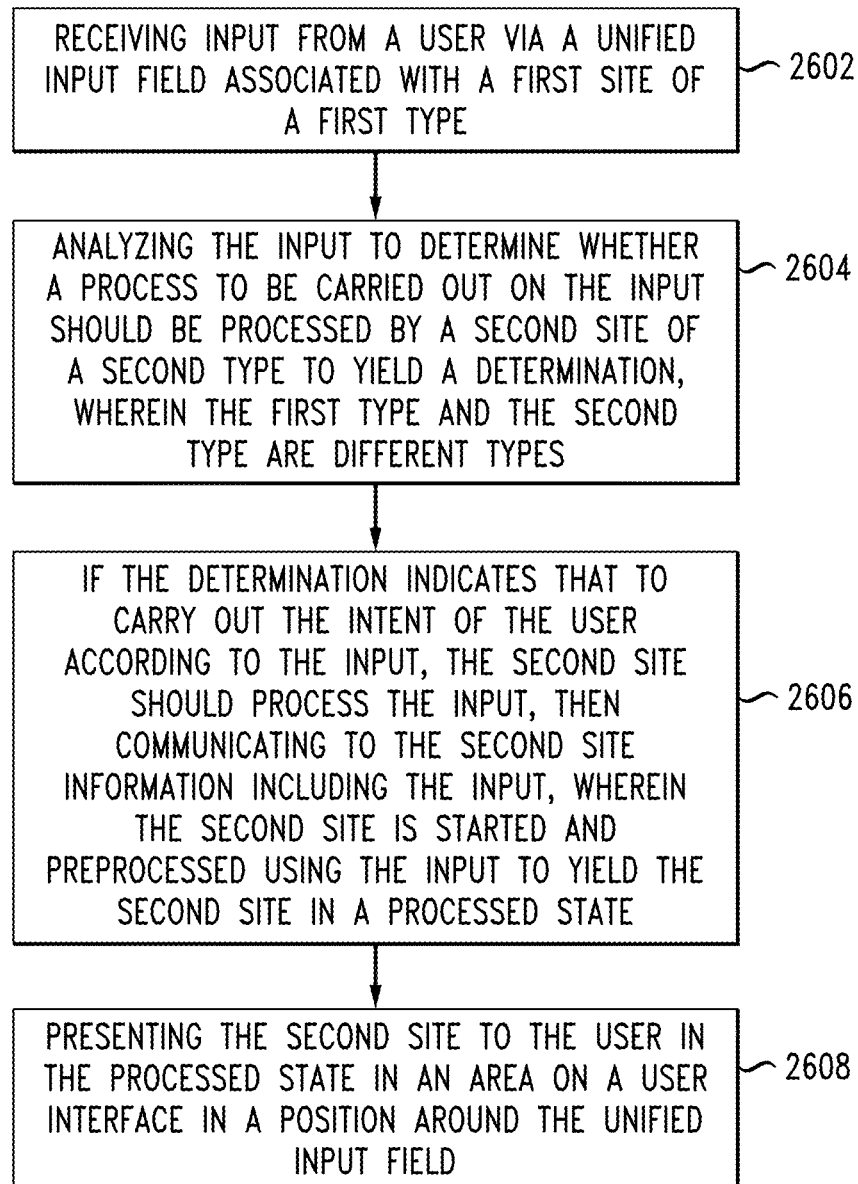 RECEIVING INPUT FROM A USER VIA A UNIFIED
INPUT FIELD ASSOCIATED WITH A FIRST SITE OF
A FIRST TYPE
2602
ANALYZING THE INPUT TO DETERMINE WHETHER
A PROCESS TO BE CARRIED OUT ON THE INPUT
SHOULD BE PROCESSED BY A SECOND SITE OF
A SECOND TYPE TO YIELD A DETERMINATION,
WHEREIN THE FIRST TYPE AND THE SECOND
TYPE ARE DIFFERENT TYPES
2604
IF THE DETERMINATION INDICATES THAT TO
CARRY OUT THE INTENT OF THE USER
ACCORDING TO THE INPUT, THE SECOND SITE
SHOULD PROCESS THE INPUT, THEN
COMMUNICATING TO THE SECOND SITE
INFORMATION INCLUDING THE INPUT, WHEREIN
THE SECOND SITE IS STARTED AND
PREPROCESSED USING THE INPUT TO YIELD THE
SECOND SITE IN A PROCESSED STATE
2606
PRESENTING THE SECOND SITE TO THE USER IN
THE PROCESSED STATE IN AN AREA ON A USER
INTERFACE IN A POSITION AROUND THE UNIFIED
INPUT FIELD
2608